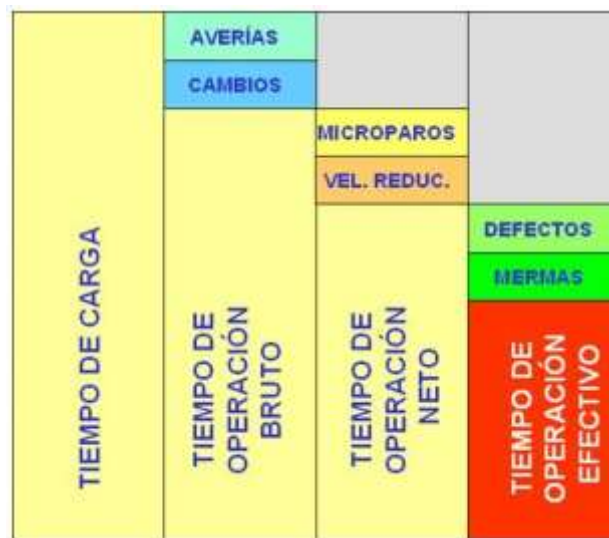 TIEMPO DE CARGA
AVERÍAS
CAMBIOS
TIEMPO DE
OPERACIÓN
BRUTO
MICROPAROS
VEL. REDUC.
TIEMPO DE
OPERACIÓN
NETO
DEFECTOS
MERMAS
TIEMPO DE
OPERACIÓN
EFECTIVO